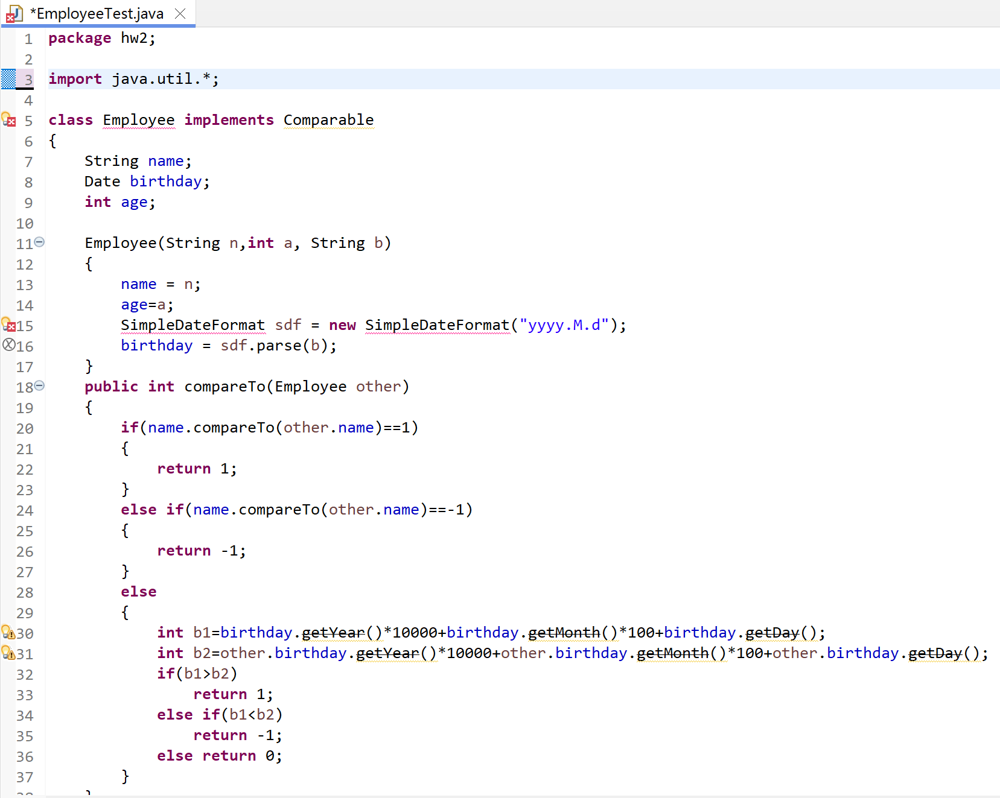 *EmployeeTest.java
1 package hw2;
2
3 import java.util.*;
4
5 class Employee implements Comparable
6 {
7     String name;
8     Date birthday;
9     int age;
10
11     Employee(String n,int a, String b)
12     {
13         name = n;
14         age=a;
15         SimpleDateFormat sdf = new SimpleDateFormat("yyyy.M.d");
16         birthday = sdf.parse(b);
17     }
18     public int compareTo(Employee other)
19     {
20         if(name.compareTo(other.name)==1)
21         {
22             return 1;
23         }
24         else if(name.compareTo(other.name)==-1)
25         {
26             return -1;
27         }
28         else
29         {
30             int b1=birthday.getYear()*10000+birthday.getMonth()*100+birthday.getDay();
31             int b2=other.birthday.getYear()*10000+other.birthday.getMonth()*100+other.birthday.getDay();
32             if(b1>b2)
33                 return 1;
34             else if(b1<b2)
35                 return -1;
36             else return 0;
37         }